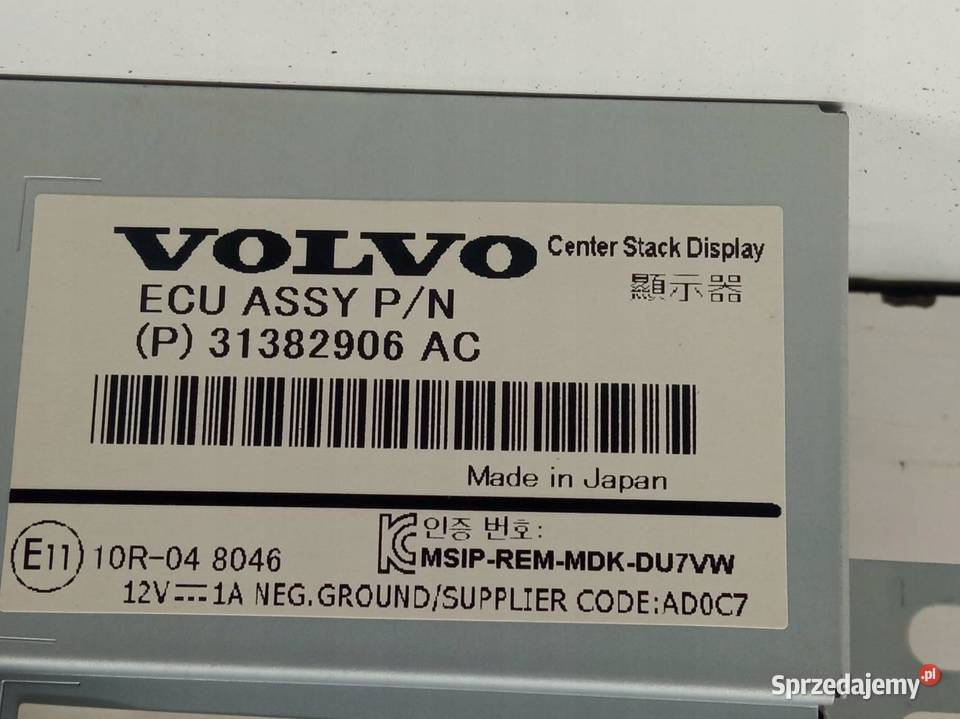 VOLVO Center Stack Display
顯示器
ECU ASSY P/N
(P) 31382906 AC
Made in Japan
E11 10R-04 8046
KC 인증 번호:
MSIP-REM-MDK-DU7VW
12V⎓1A NEG.GROUND/SUPPLIER CODE:AD0C7
Sprzedajemy.pl